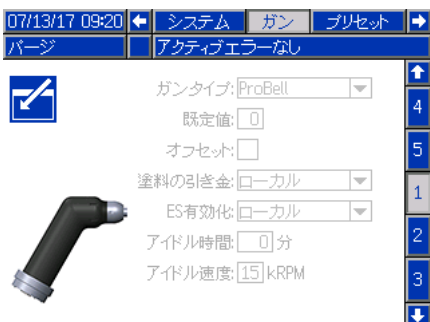 07/13/17 09:20 システム ガン プリセット
パージ アクティブエラーなし
ガンタイプ: ProBell
既定値: 0
オフセット:
塗料の引き金: ローカル
ES有効化: ローカル
アイドル時間: 0 分
アイドル速度: 15 kRPM
4
5
1
2
3